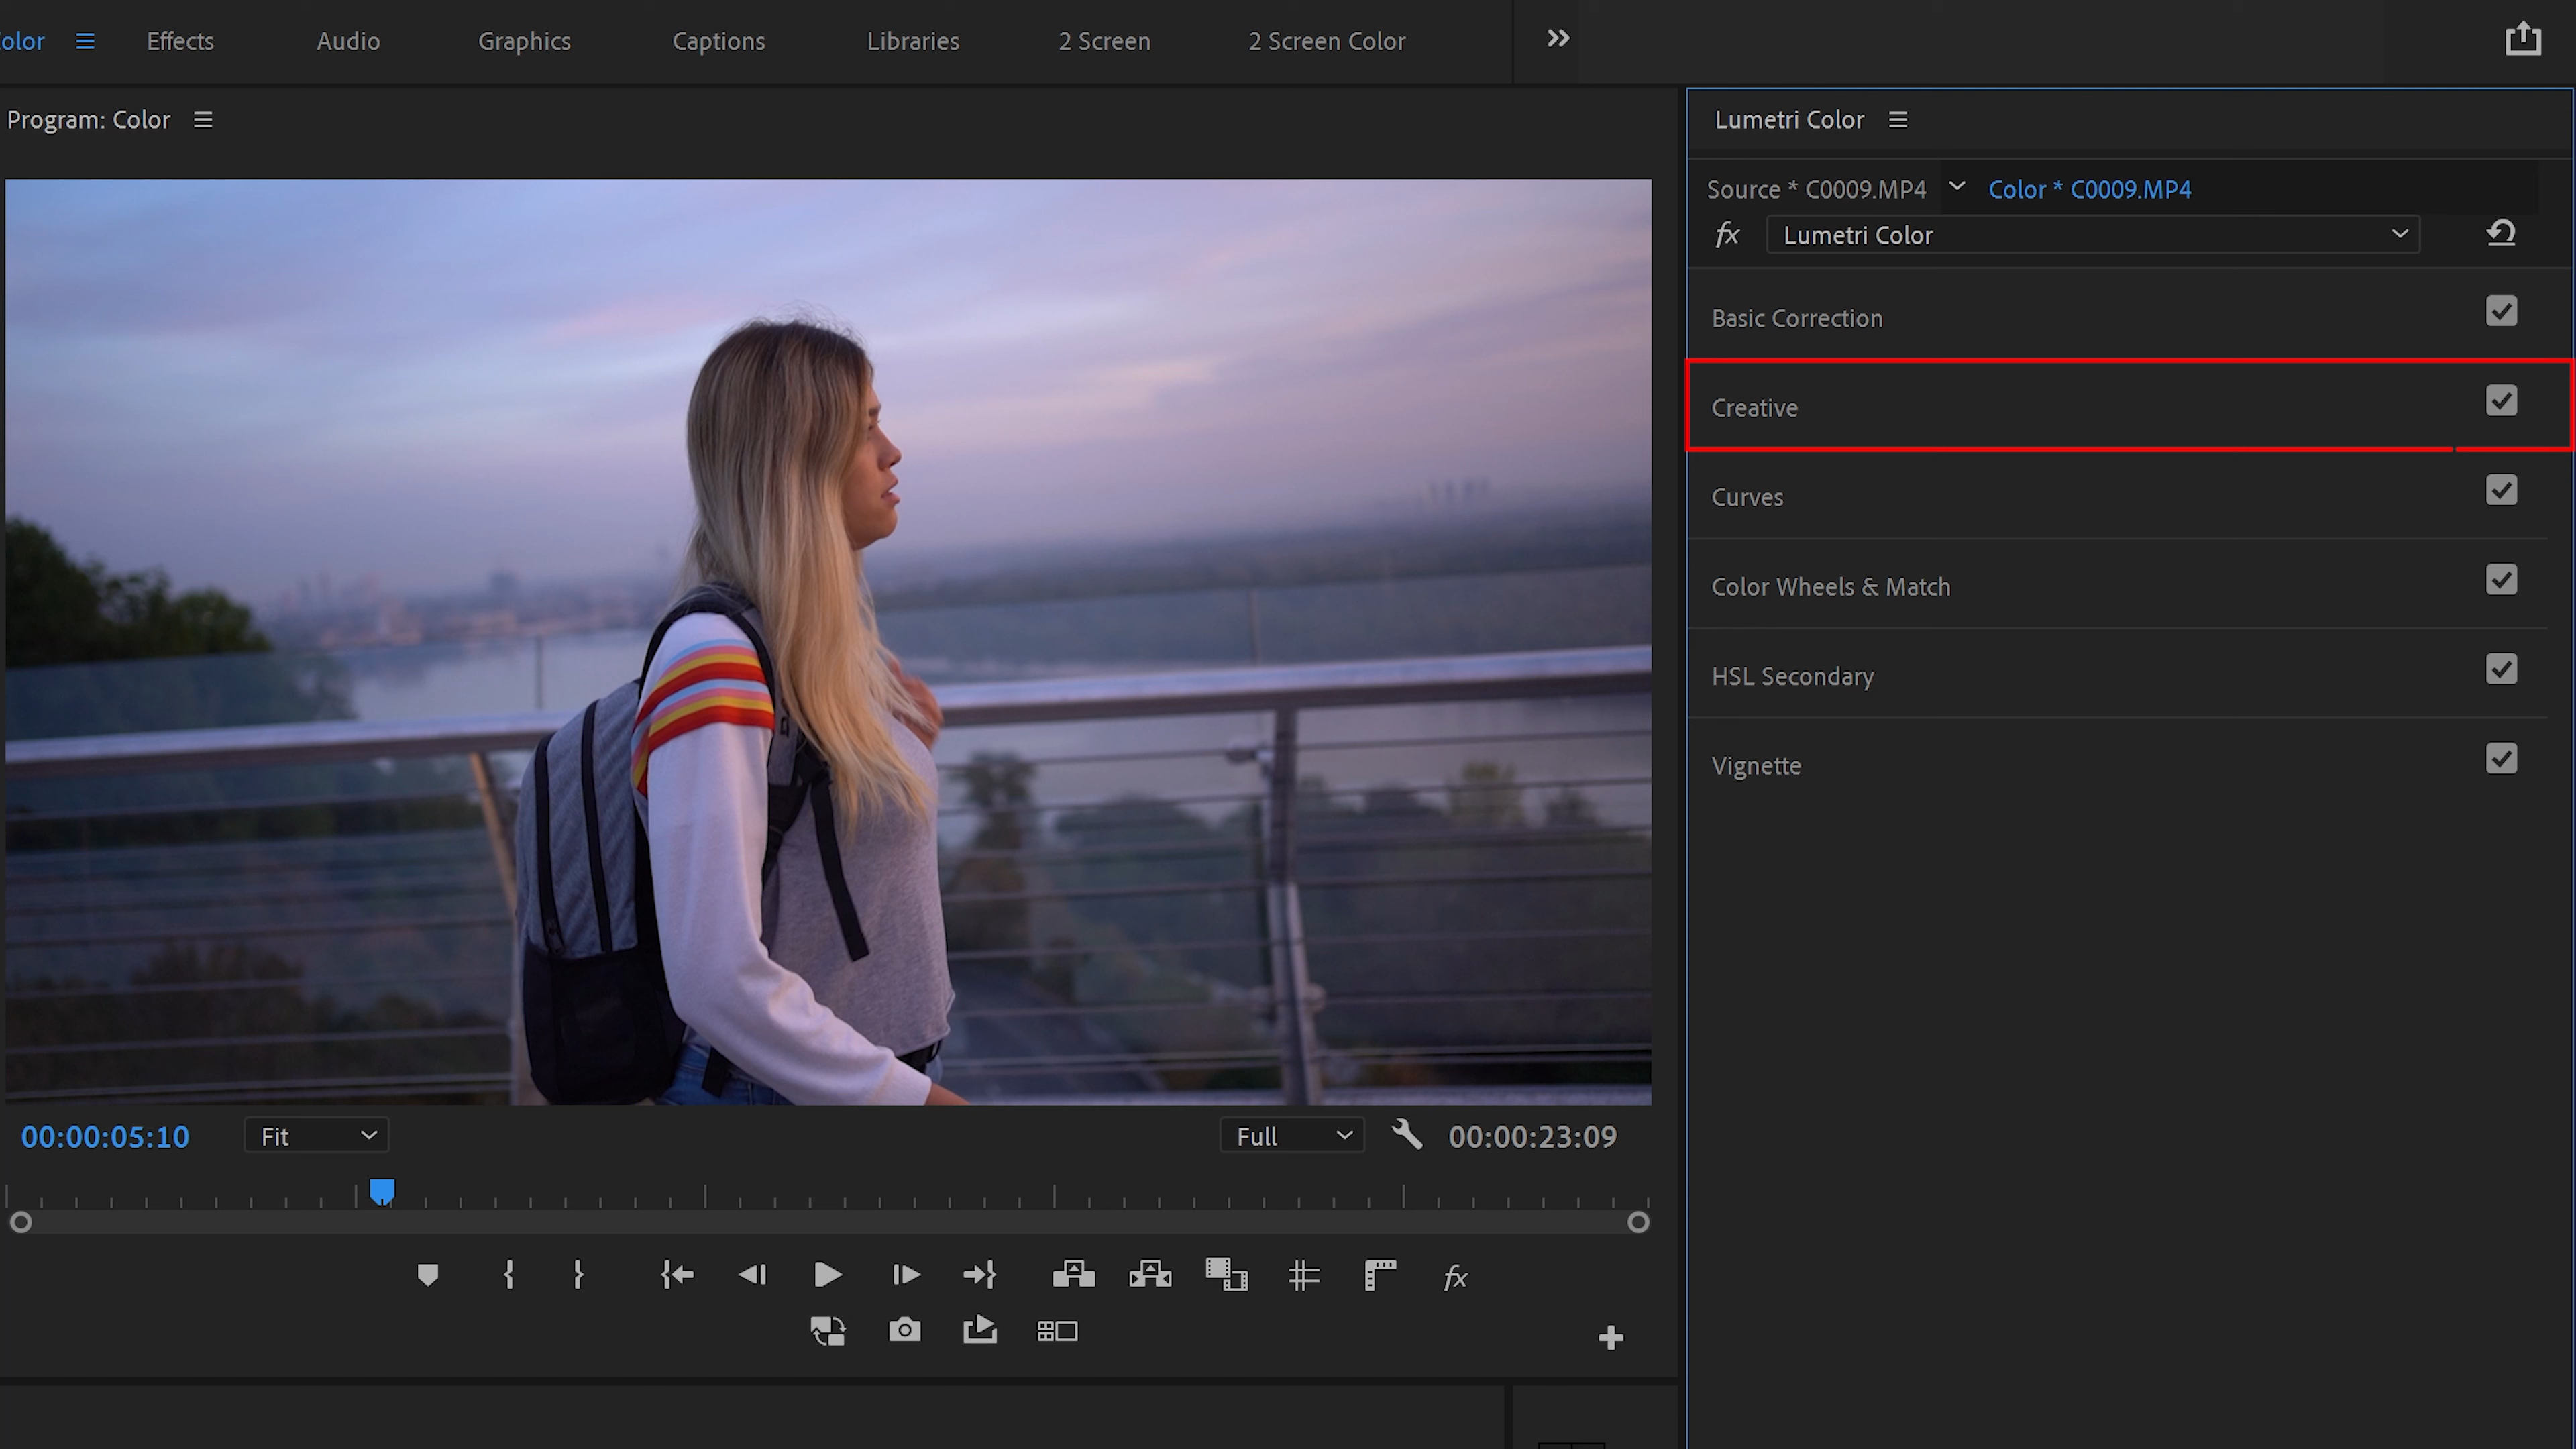 olor Effects Audio Graphics Captions Libraries 2 Screen 2 Screen Color
Program: Color
Lumetri Color
Source * C0009.MP4 Color * C0009.MP4
fx Lumetri Color
Basic Correction
Creative
Curves
Color Wheels & Match
HSL Secondary
Vignette
00:00:05:10 Fit Full 00:00:23:09
fx